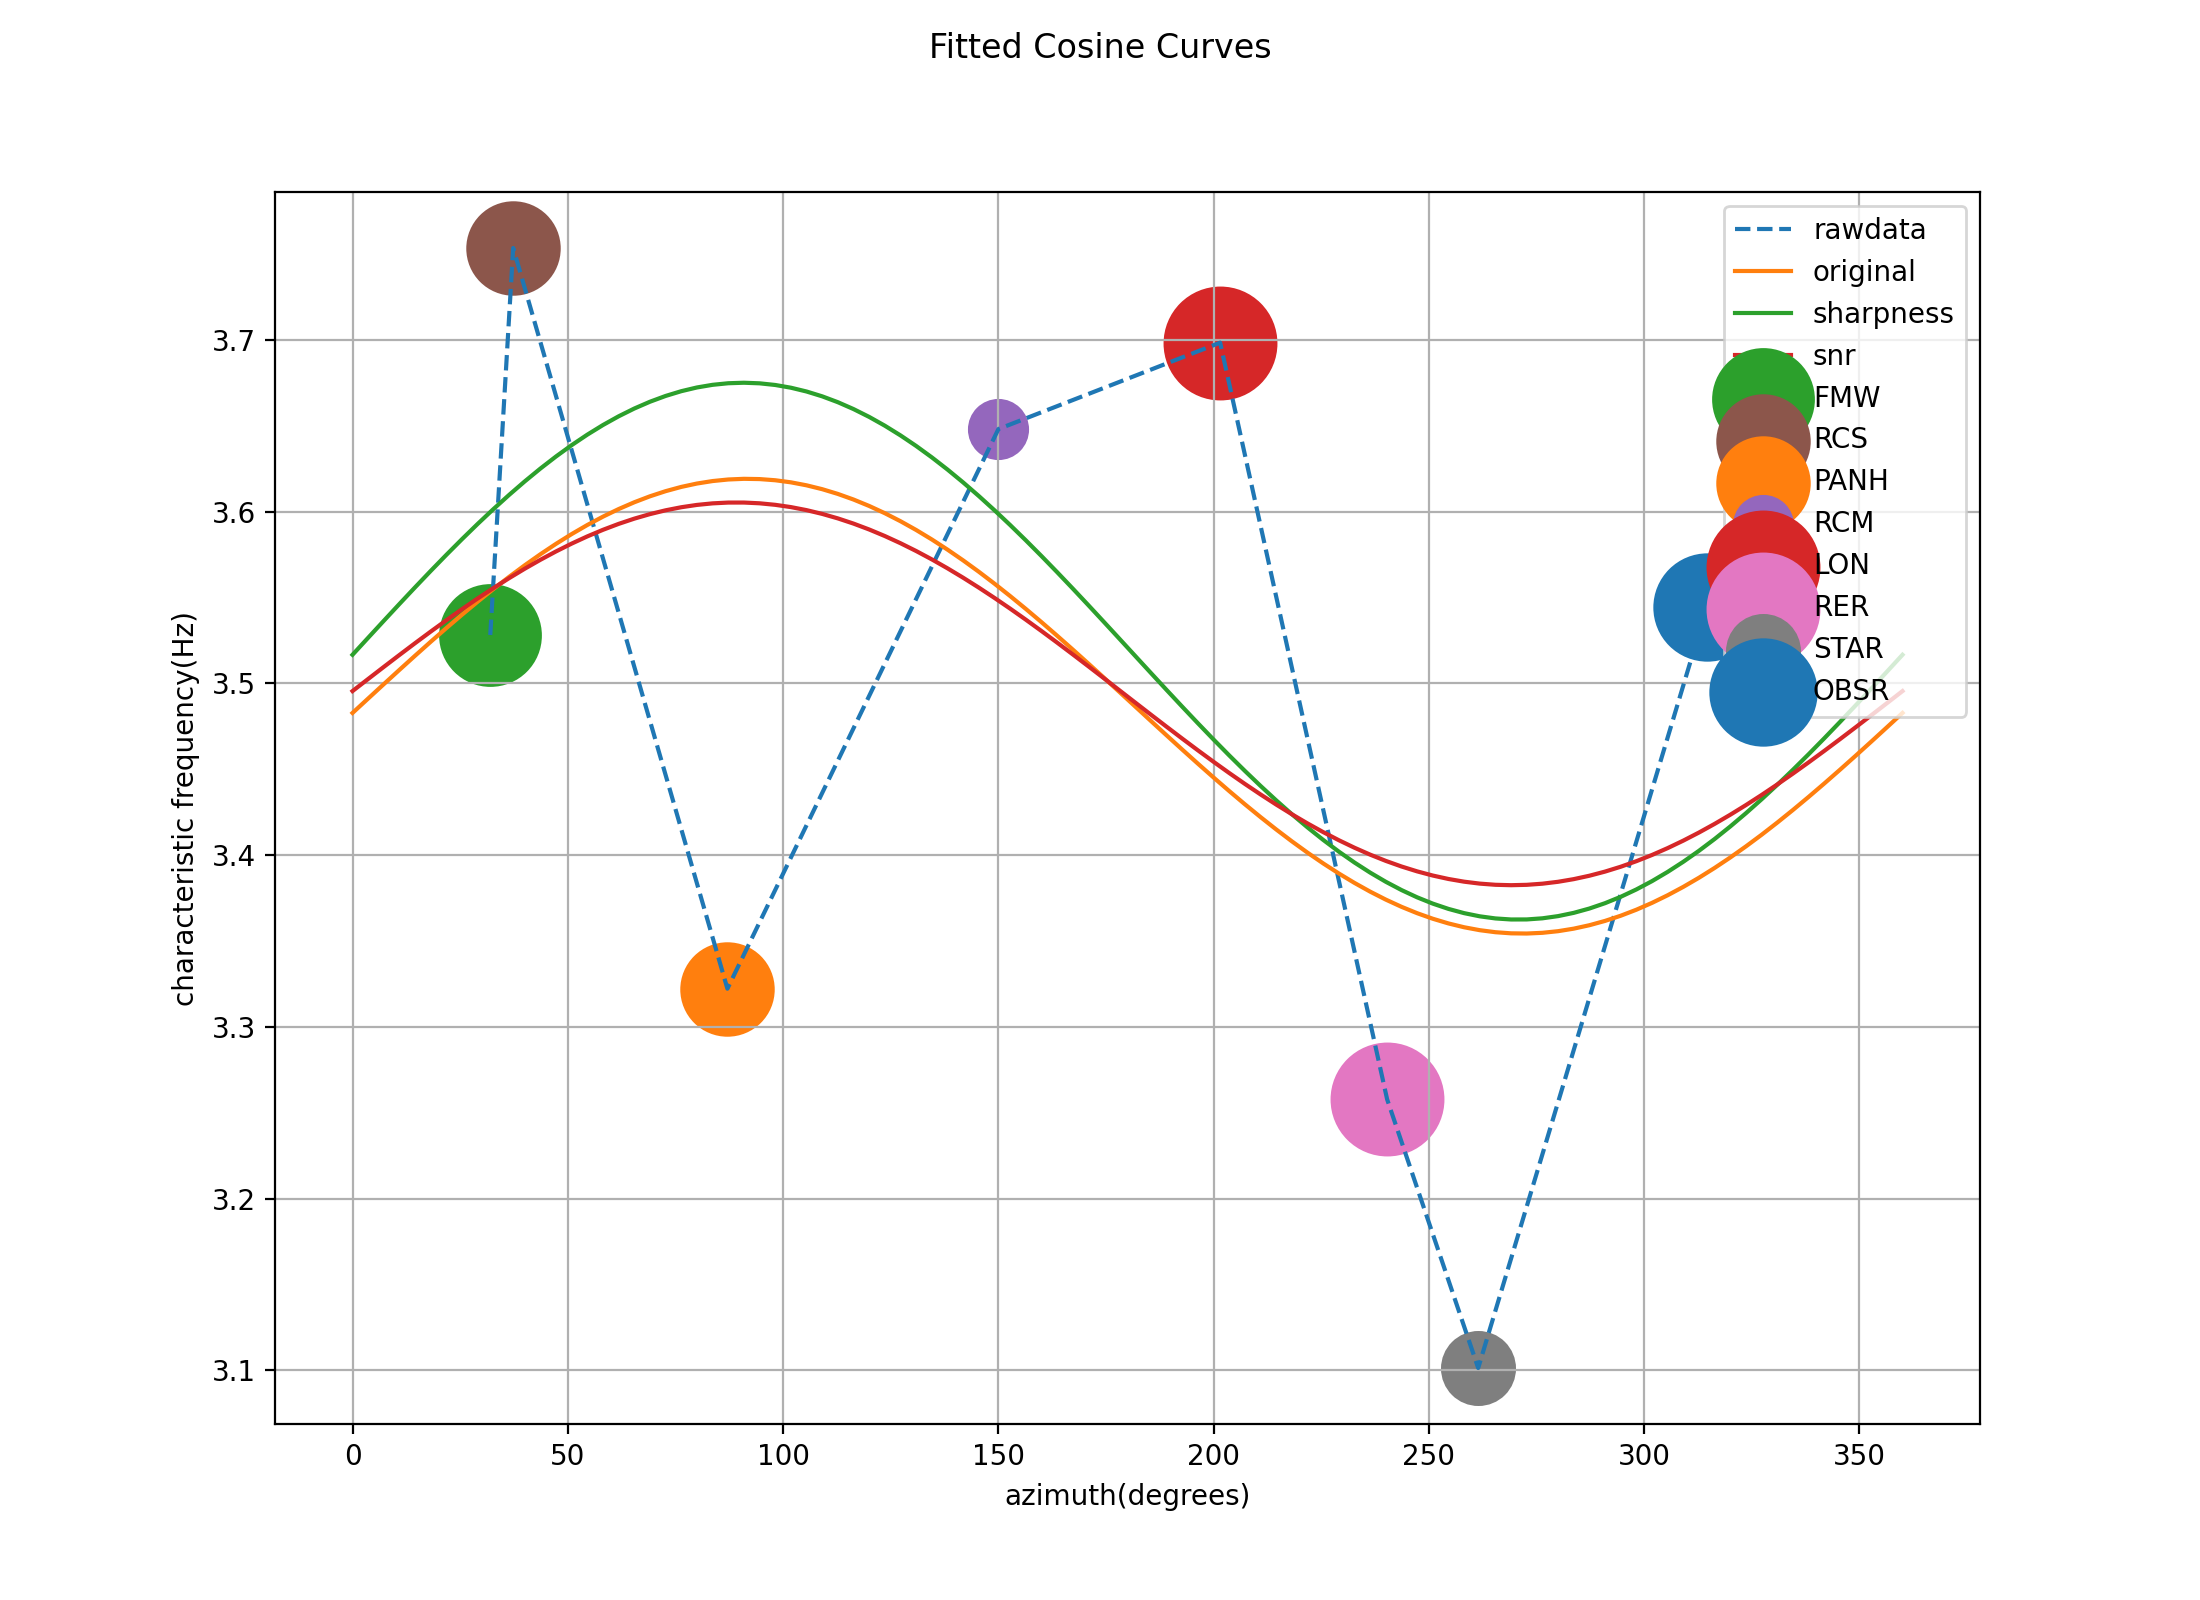 Fitted Cosine Curves
rawdata
original
sharpness
snr
FMW
RCS
PANH
RCM
LON
RER
STAR
OBSR
3.7
3.6
3.5
3.4
3.3
3.2
3.1
characteristic frequency(Hz)
0 50 100 150 200 250 300 350
azimuth(degrees)